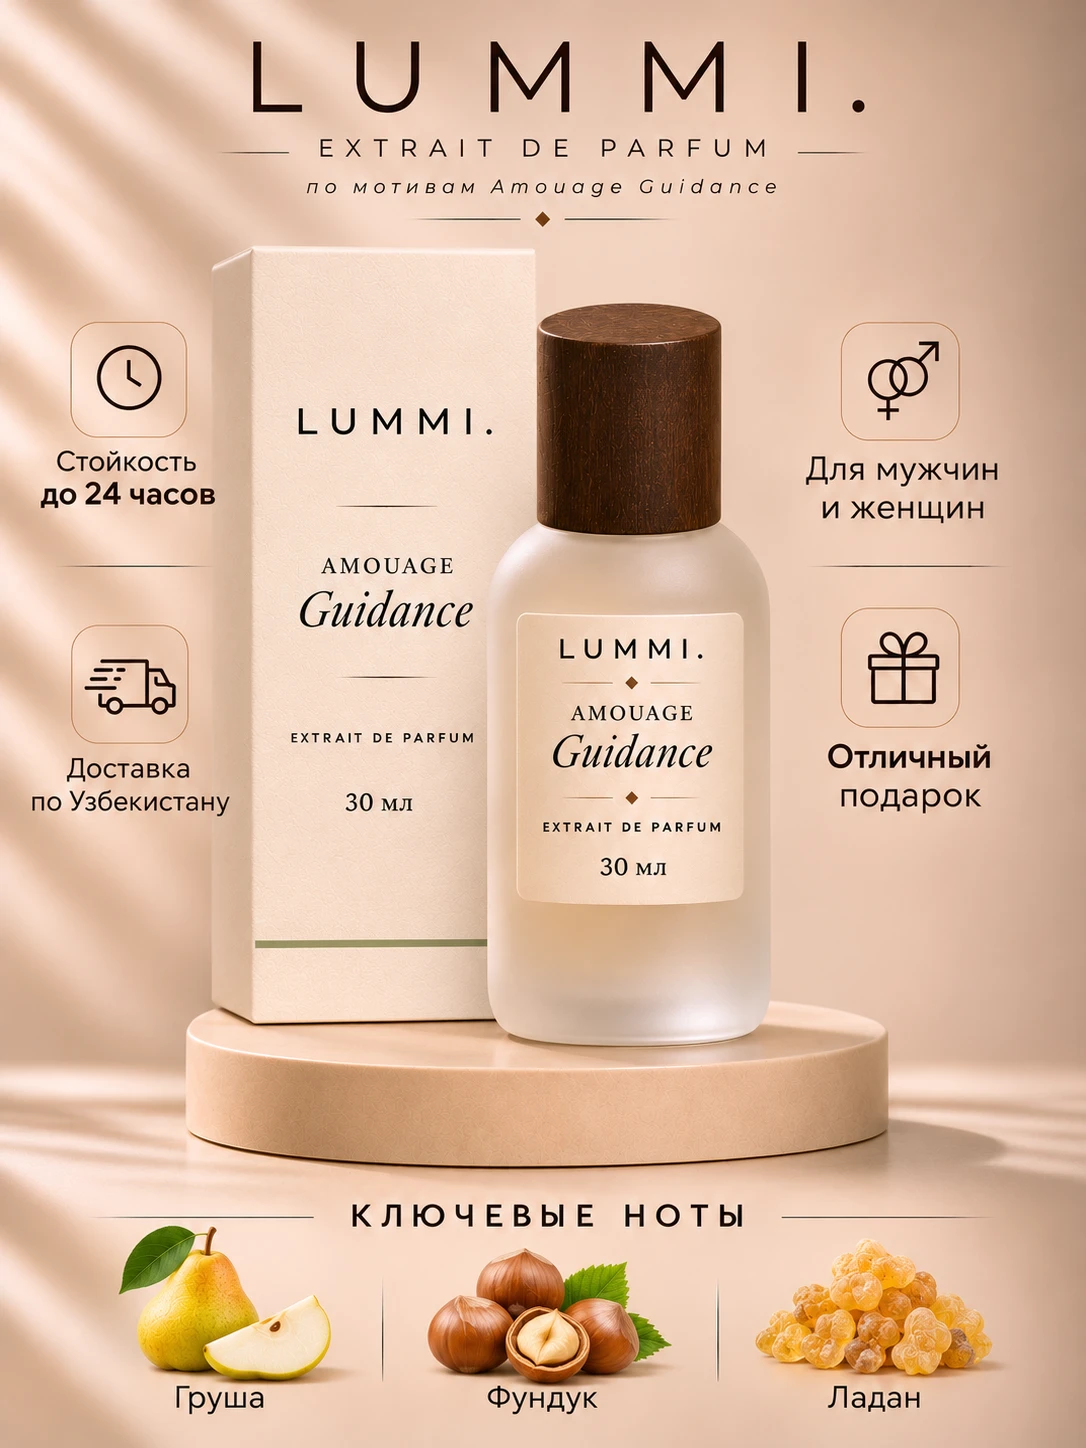 LUMMI.
EXTRAIT DE PARFUM
по мотивам Amouage Guidance
Стойкость
до 24 часов
Доставка
по Узбекистану
LUMMI.
AMOUAGE
Guidance
EXTRAIT DE PARFUM
30 мл
LUMMI.
AMOUAGE
Guidance
EXTRAIT DE PARFUM
30 мл
Для мужчин
и женщин
Отличный
подарок
КЛЮЧЕВЫЕ НОТЫ
Груша
Фундук
Ладан